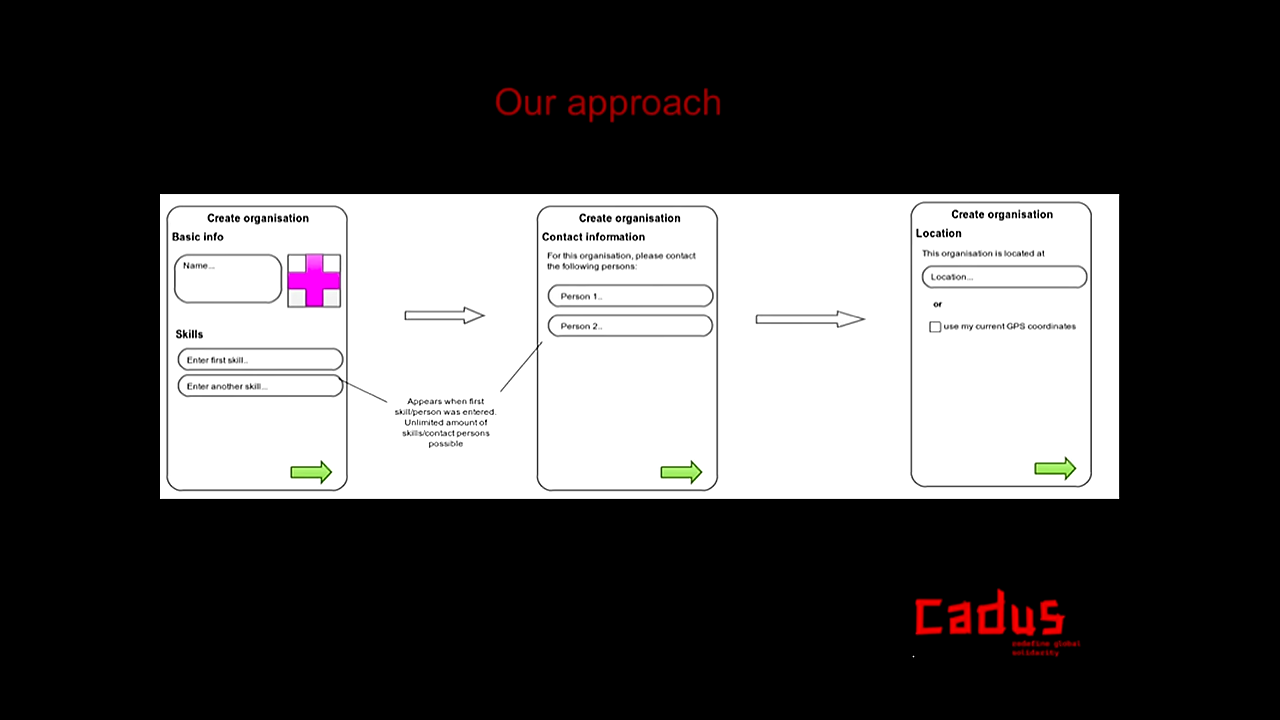 Our approach
Create organisation
Basic info
Name...
Skills
Enter first skill..
Enter another skill...
Appears when first
skill/person was entered.
Unlimited amount of
skills/contact persons
possible
Create organisation
Contact information
For this organisation, please contact
the following persons:
Person 1..
Person 2..
Create organisation
Location
This organisation is located at
Location...
or
use my current GPS coordinates
cadus
redefine global
solidarity